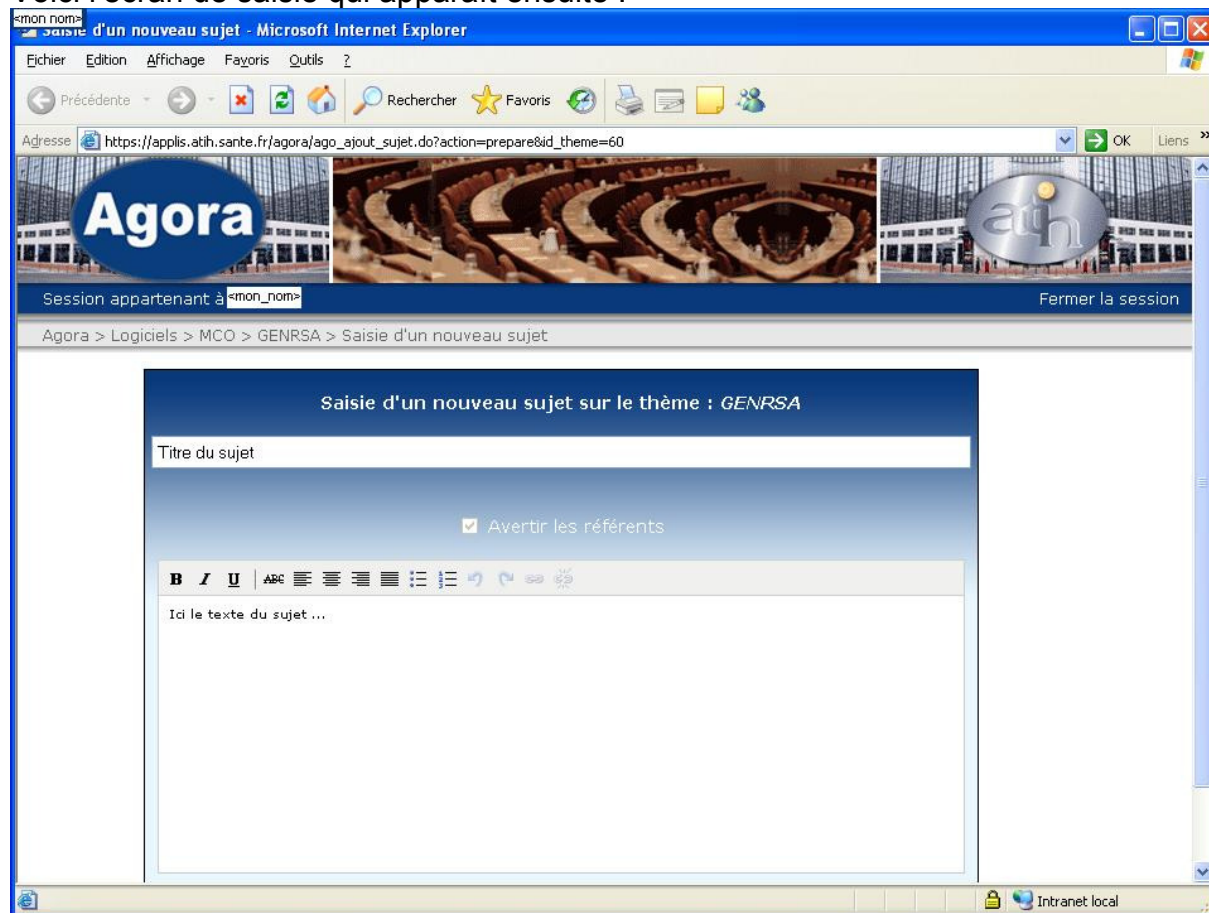 Voici l'écran de saisie qui apparaît ensuite :
<mon nom>
Saisie d'un nouveau sujet - Microsoft Internet Explorer
Fichier Edition Affichage Favoris Outils ?
Précédente Rechercher Favoris
Adresse https://applis.atih.sante.fr/agora/ago_ajout_sujet.do?action=prepare&id_theme=60 OK Liens »
Agora atih
Session appartenant à <mon_nom> Fermer la session
Agora > Logiciels > MCO > GENRSA > Saisie d'un nouveau sujet
Saisie d'un nouveau sujet sur le thème : GENRSA
Titre du sujet
Avertir les référents
B I U ABC
Ici le texte du sujet ...
Intranet local